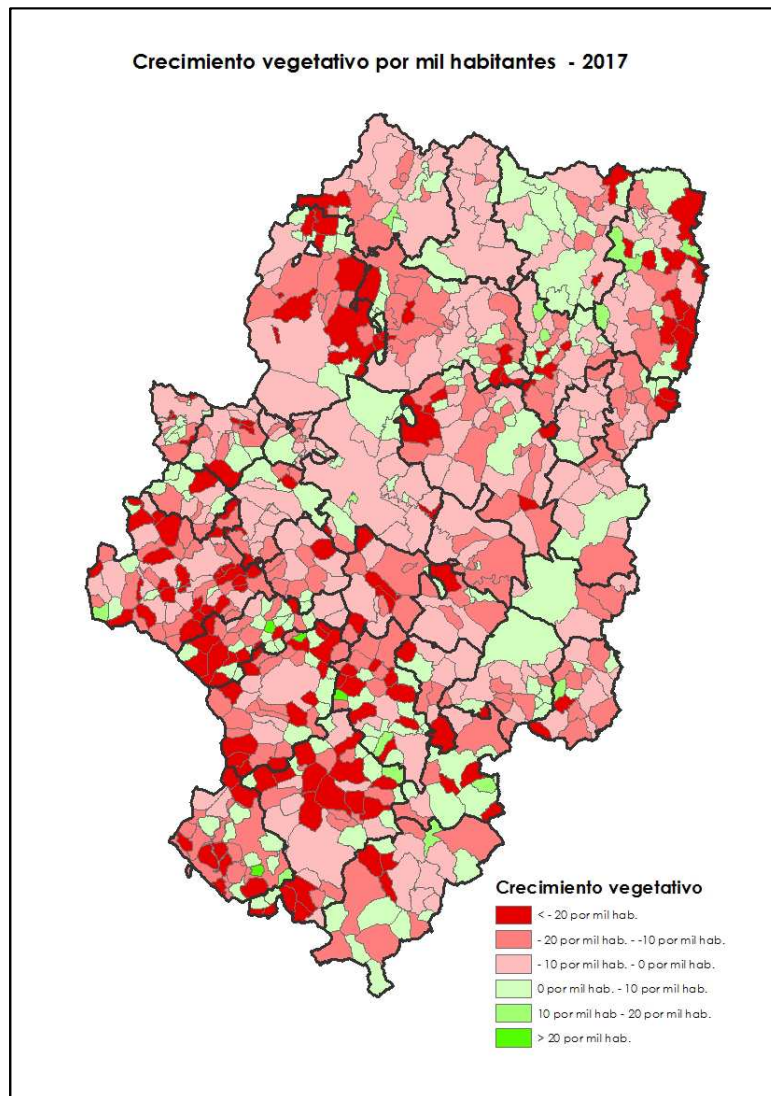 Crecimiento vegetativo por mil habitantes - 2017
Crecimiento vegetativo
< - 20 por mil hab.
- 20 por mil hab. - -10 por mil hab.
- 10 por mil hab. - 0 por mil hab.
0 por mil hab. - 10 por mil hab.
10 por mil hab - 20 por mil hab.
> 20 por mil hab.